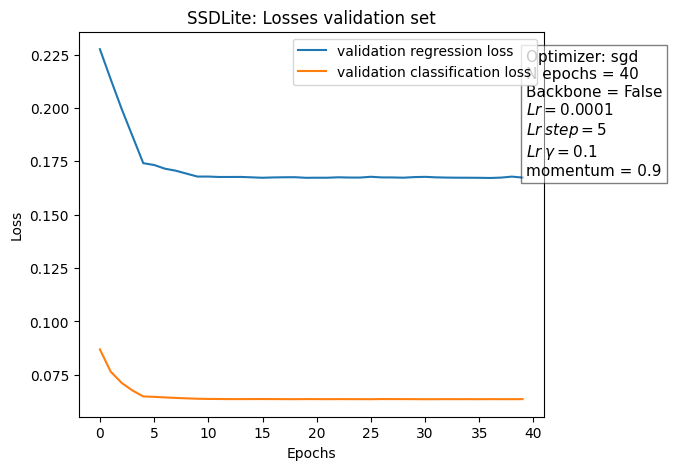 SSDLite: Losses validation set
validation regression loss
validation classification loss
Optimizer: sgd
N epochs = 40
Backbone = False
Lr = 0.0001
Lr step = 5
Lr γ = 0.1
momentum = 0.9
Loss
0.225
0.200
0.175
0.150
0.125
0.100
0.075
0 5 10 15 20 25 30 35 40
Epochs